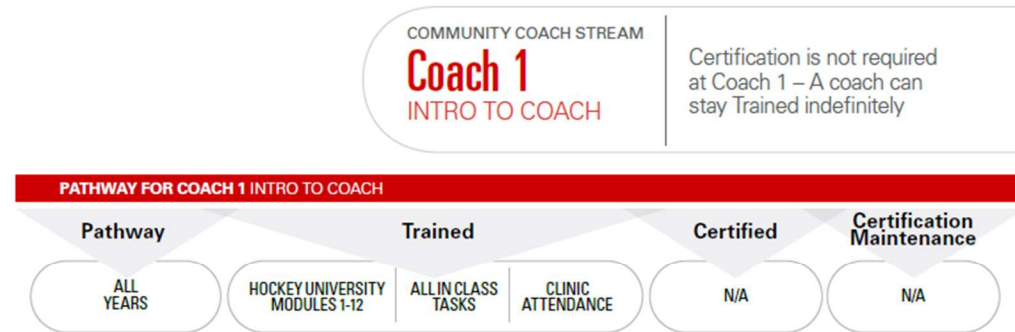 COMMUNITY COACH STREAM
Coach 1
INTRO TO COACH
Certification is not required
at Coach 1 – A coach can
stay Trained indefinitely
PATHWAY FOR COACH 1 INTRO TO COACH
Pathway
Trained
Certified
Certification
Maintenance
ALL
YEARS
HOCKEY UNIVERSITY
MODULES 1-12
ALL IN CLASS
TASKS
CLINIC
ATTENDANCE
N/A
N/A